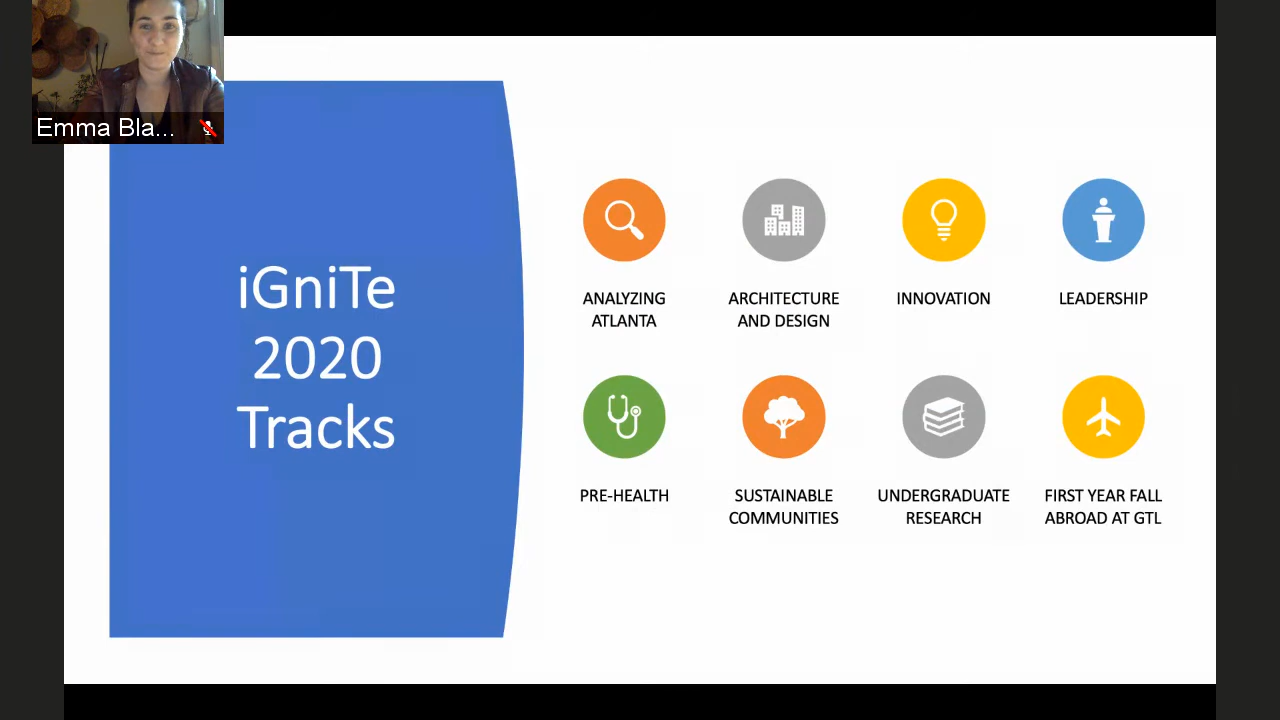 Emma Bla...
iGniTe
2020
Tracks
ANALYZING
ATLANTA
ARCHITECTURE
AND DESIGN
INNOVATION
LEADERSHIP
PRE-HEALTH
SUSTAINABLE
COMMUNITIES
UNDERGRADUATE
RESEARCH
FIRST YEAR FALL
ABROAD AT GTL